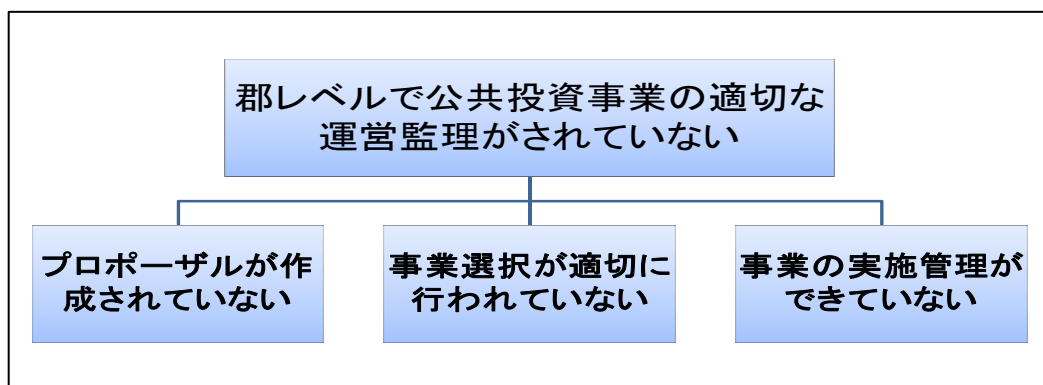 郡レベルで公共投資事業の適切な
運営監理がされていない
プロポーザルが作
成されていない
事業選択が適切に
行われていない
事業の実施管理が
できていない